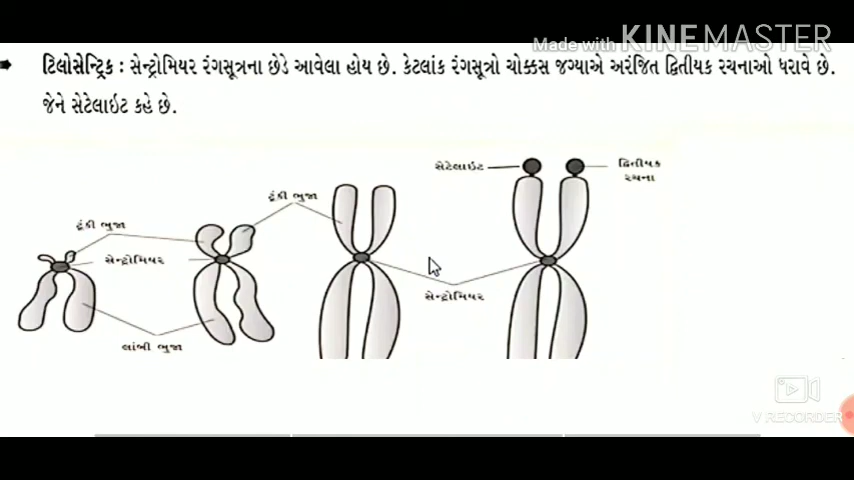 Made with KINEMASTER
ટિલોસેન્ટ્રિક : સેન્ટ્રોમિયર રંગસૂત્રના છેડે આવેલા હોય છે. કેટલાંક રંગસૂત્રો ચોક્કસ જગ્યાએ અરંજિત દ્વિતીયક રચનાઓ ધરાવે છે.
જેને સેટેલાઇટ કહે છે.
સેટેલાઇટ
દ્વિતીયક
રચના
ટૂંકી ભુજા
ટૂંકી ભુજા
સેન્ટ્રોમિયર
સેન્ટ્રોમિયર
લાંબી ભુજા
V RECORDER